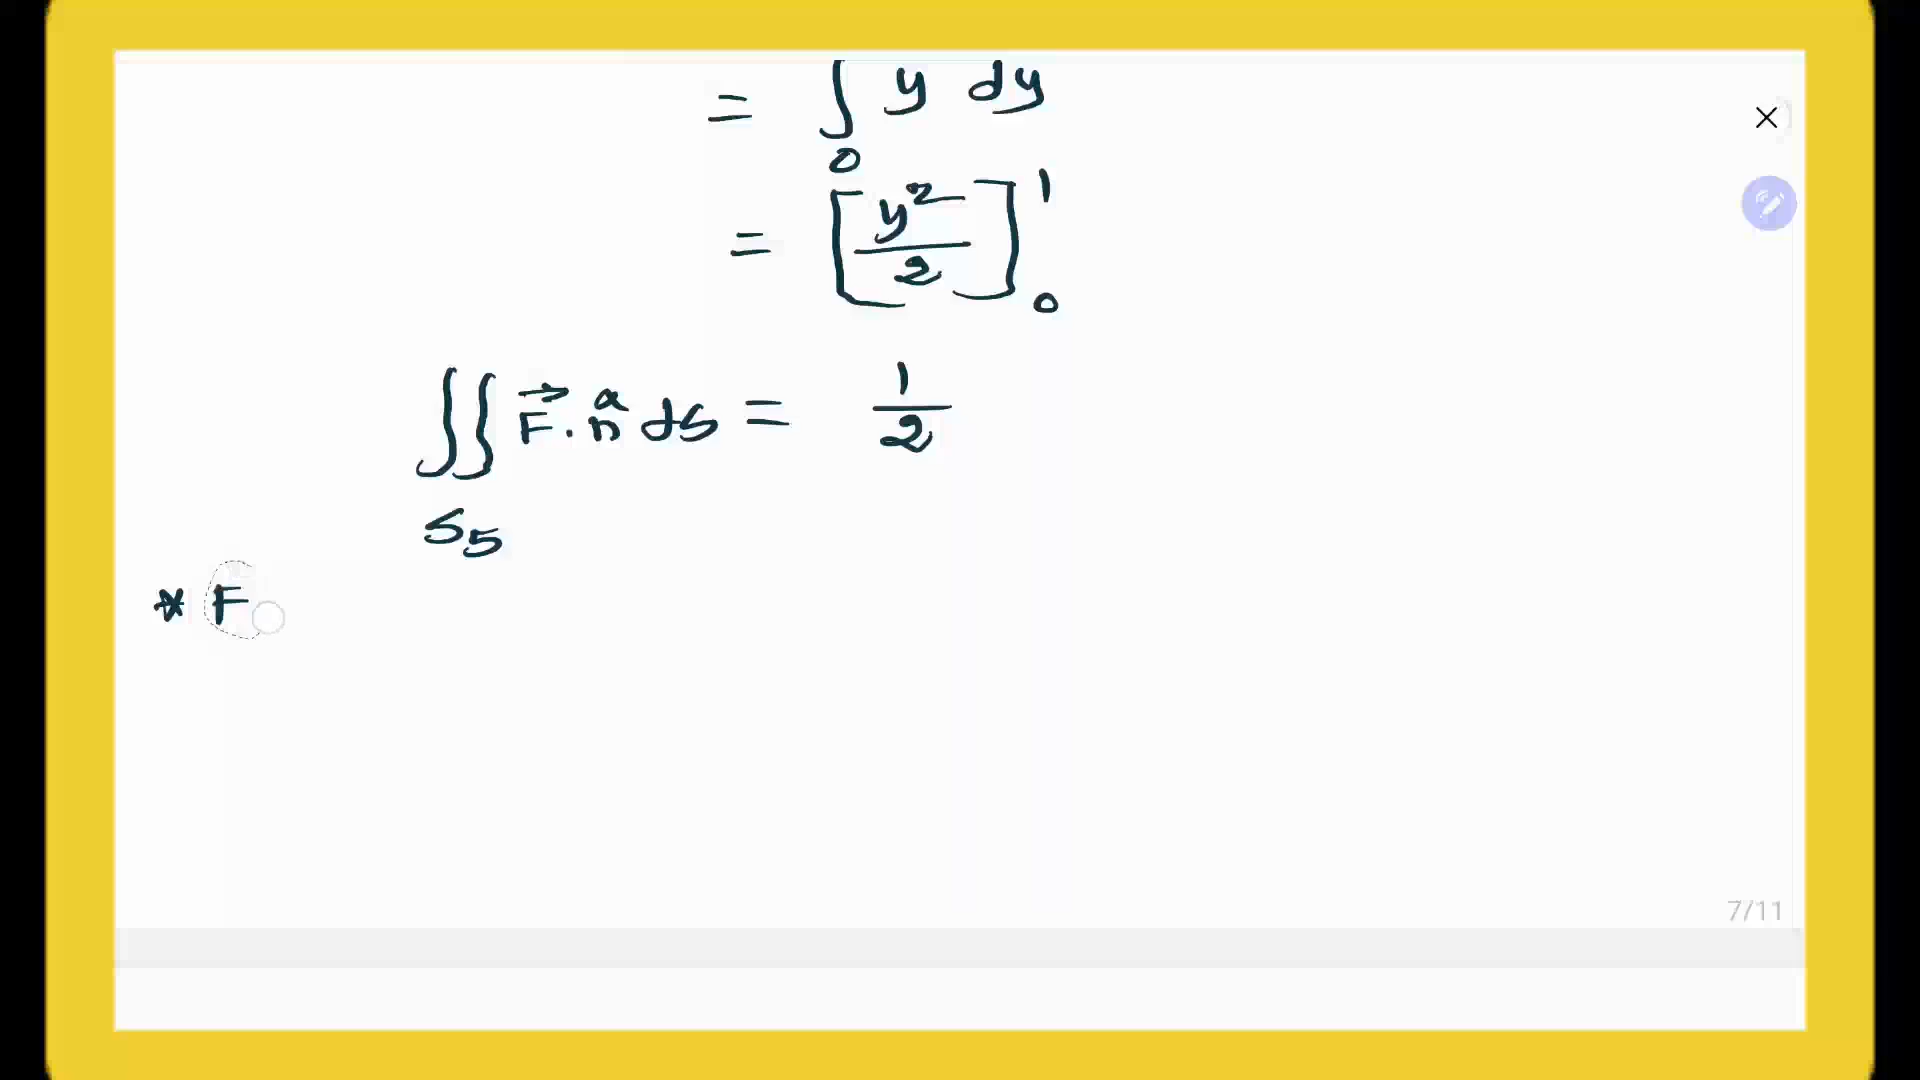 = ∫₀ y dy
= [y²/2]₀¹
∬ F⃗ . n̂ ds = 1/2
S₅
* F
7/11